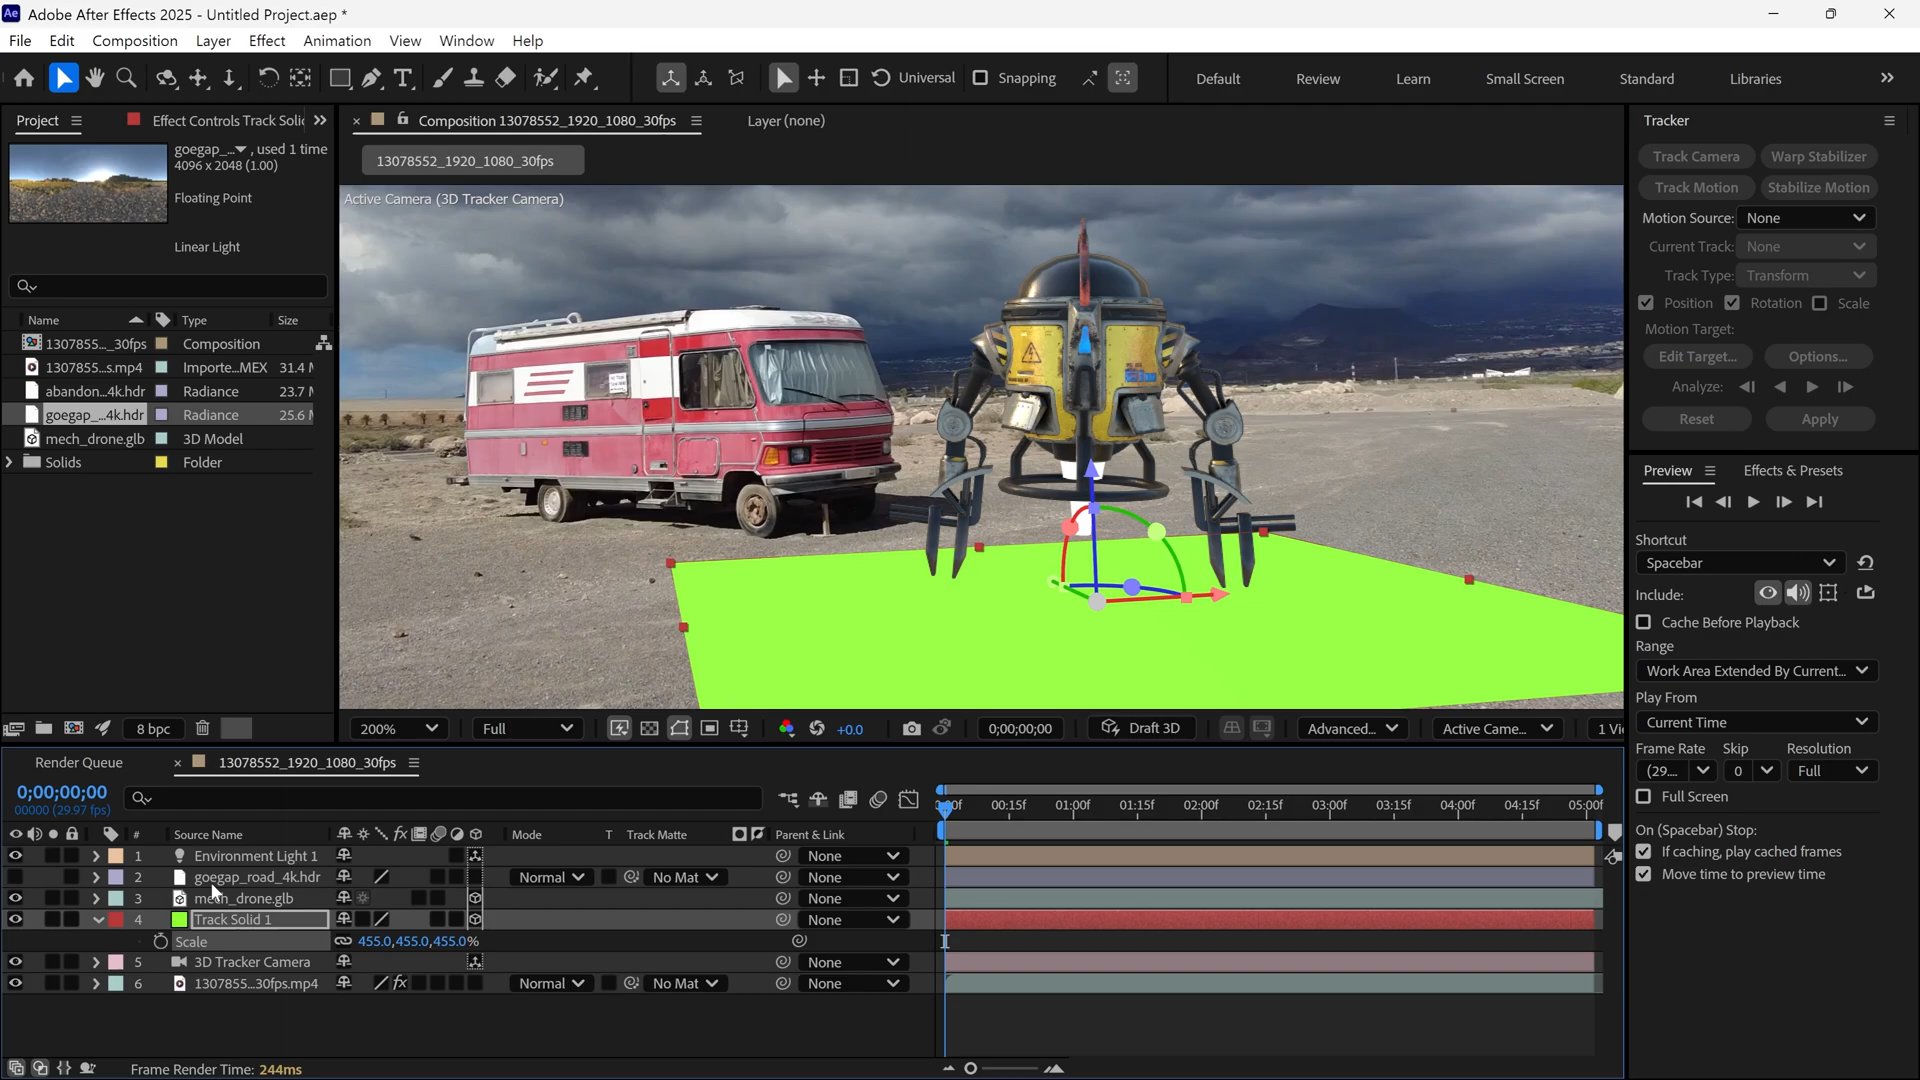 Adobe After Effects 2025 - Untitled Project.aep *
File Edit Composition Layer Effect Animation View Window Help
Universal Snapping Default Review Learn Small Screen Standard Libraries
Project Effect Controls Track Soli
goegap_... , used 1 time
4096 x 2048 (1.00)
Floating Point
Linear Light
Name Type Size
1307855..._30fps Composition
1307855...s.mp4 Importe...MEX 31.4
abandon...4k.hdr Radiance 23.7
goegap_...4k.hdr Radiance 25.6
mech_drone.glb 3D Model
Solids Folder
8 bpc
Composition 13078552_1920_1080_30fps Layer (none)
13078552_1920_1080_30fps
Active Camera (3D Tracker Camera)
200% Full +0.0 0;00;00;00 Draft 3D Advanced... Active Came... 1 Vi
Tracker
Track Camera Warp Stabilizer
Track Motion Stabilize Motion
Motion Source: None
Current Track: None
Track Type: Transform
Position Rotation Scale
Motion Target:
Edit Target... Options...
Analyze:
Reset Apply
Preview Effects & Presets
Shortcut
Spacebar
Include:
Cache Before Playback
Range
Work Area Extended By Current...
Play From
Current Time
Frame Rate Skip Resolution
(29.... 0 Full
Full Screen
On (Spacebar) Stop:
If caching, play cached frames
Move time to preview time
Render Queue 13078552_1920_1080_30fps
0;00;00;00
00000 (29.97 fps)
00:15f 01:00f 01:15f 02:00f 02:15f 03:00f 03:15f 04:00f 04:15f 05:00f
# Source Name Mode T Track Matte Parent & Link
1 Environment Light 1 None
2 goegap_road_4k.hdr Normal No Mat None
3 mech_drone.glb None
4 Track Solid 1 None
Scale 455.0,455.0,455.0%
5 3D Tracker Camera None
6 1307855...30fps.mp4 Normal No Mat None
Frame Render Time: 244ms